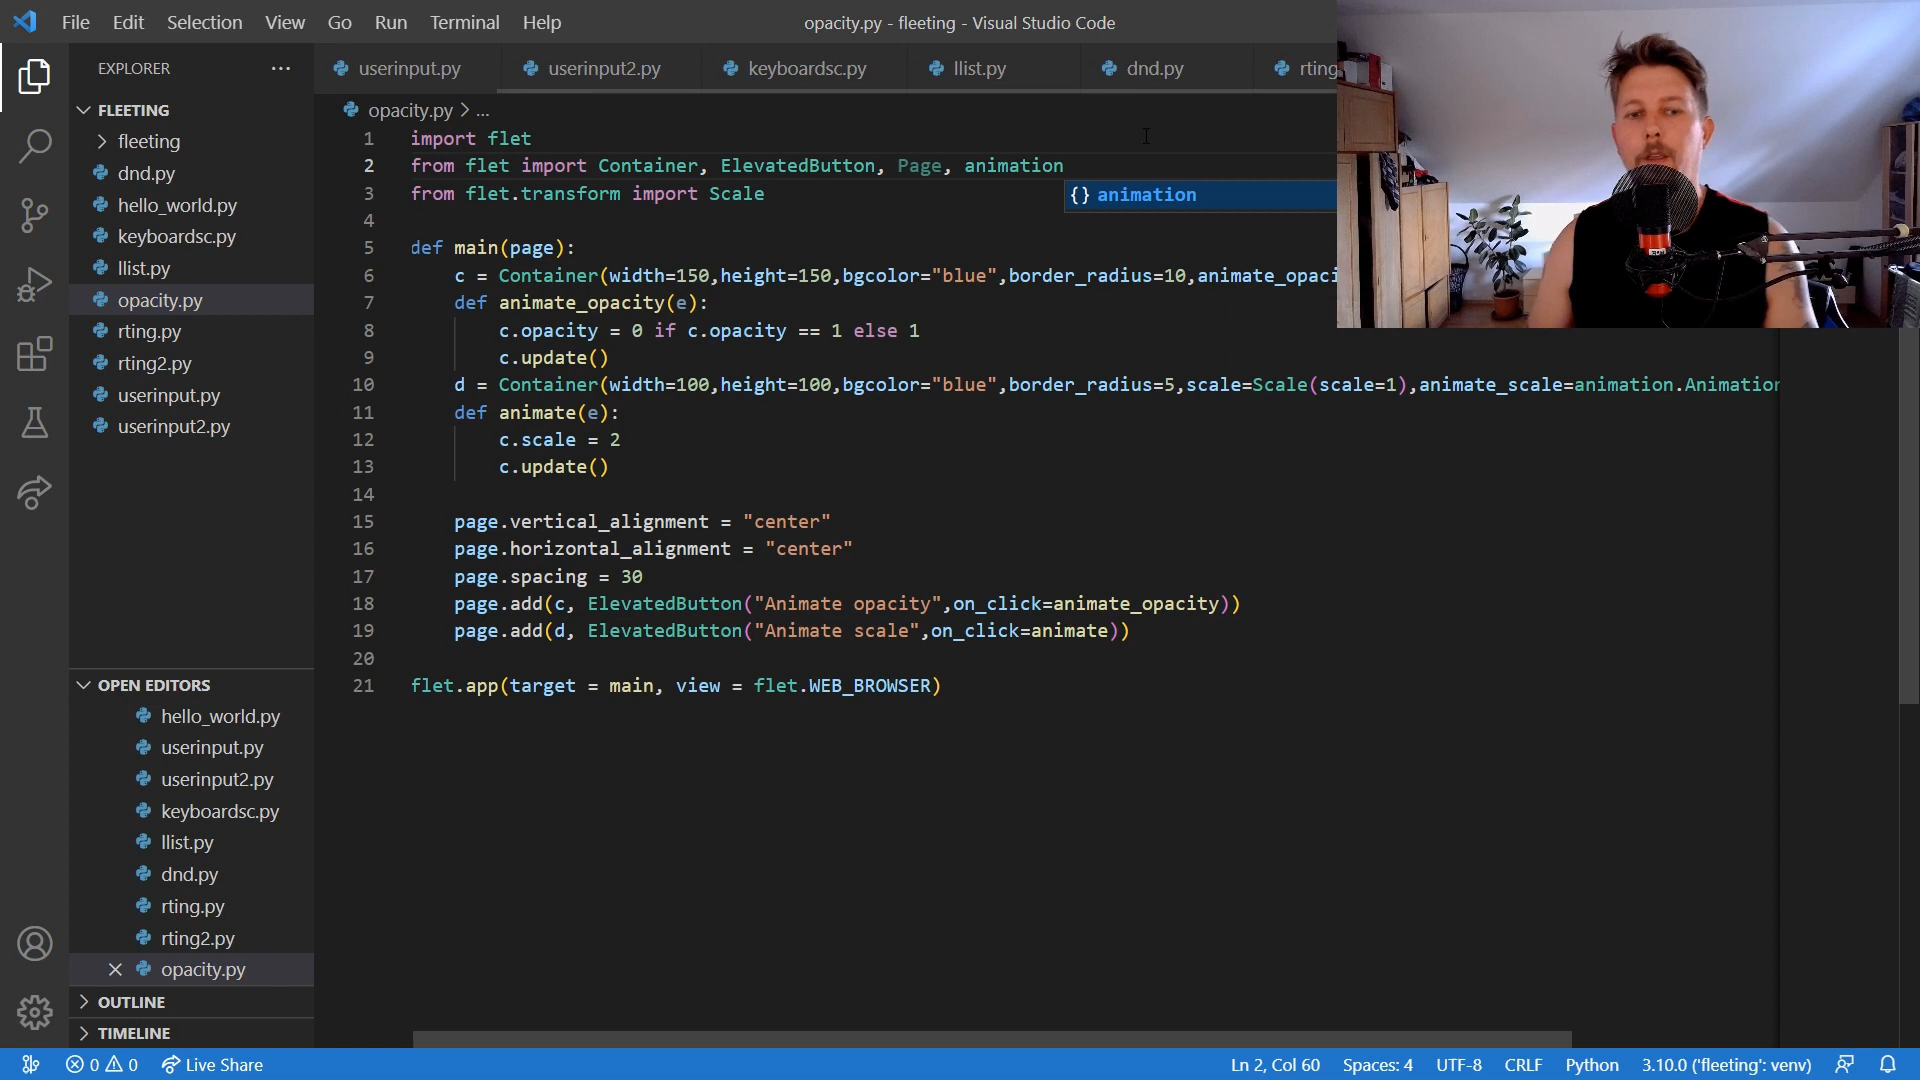 File Edit Selection View Go Run Terminal Help
opacity.py - fleeting - Visual Studio Code
EXPLORER
FLEETING
fleeting
dnd.py
hello_world.py
keyboardsc.py
llist.py
opacity.py
rting.py
rting2.py
userinput.py
userinput2.py
OPEN EDITORS
hello_world.py
userinput.py
userinput2.py
keyboardsc.py
llist.py
dnd.py
rting.py
rting2.py
opacity.py
OUTLINE
TIMELINE
userinput.py userinput2.py keyboardsc.py llist.py dnd.py rting
opacity.py > ...
1 import flet
2 from flet import Container, ElevatedButton, Page, animation
3 from flet.transform import Scale
{} animation
4
5 def main(page):
6 c = Container(width=150,height=150,bgcolor="blue",border_radius=10,animate_opaci
7 def animate_opacity(e):
8 c.opacity = 0 if c.opacity == 1 else 1
9 c.update()
10 d = Container(width=100,height=100,bgcolor="blue",border_radius=5,scale=Scale(scale=1),animate_scale=animation.Animation
11 def animate(e):
12 c.scale = 2
13 c.update()
14
15 page.vertical_alignment = "center"
16 page.horizontal_alignment = "center"
17 page.spacing = 30
18 page.add(c, ElevatedButton("Animate opacity",on_click=animate_opacity))
19 page.add(d, ElevatedButton("Animate scale",on_click=animate))
20
21 flet.app(target = main, view = flet.WEB_BROWSER)
0 0 Live Share Ln 2, Col 60 Spaces: 4 UTF-8 CRLF Python 3.10.0 ('fleeting': venv)